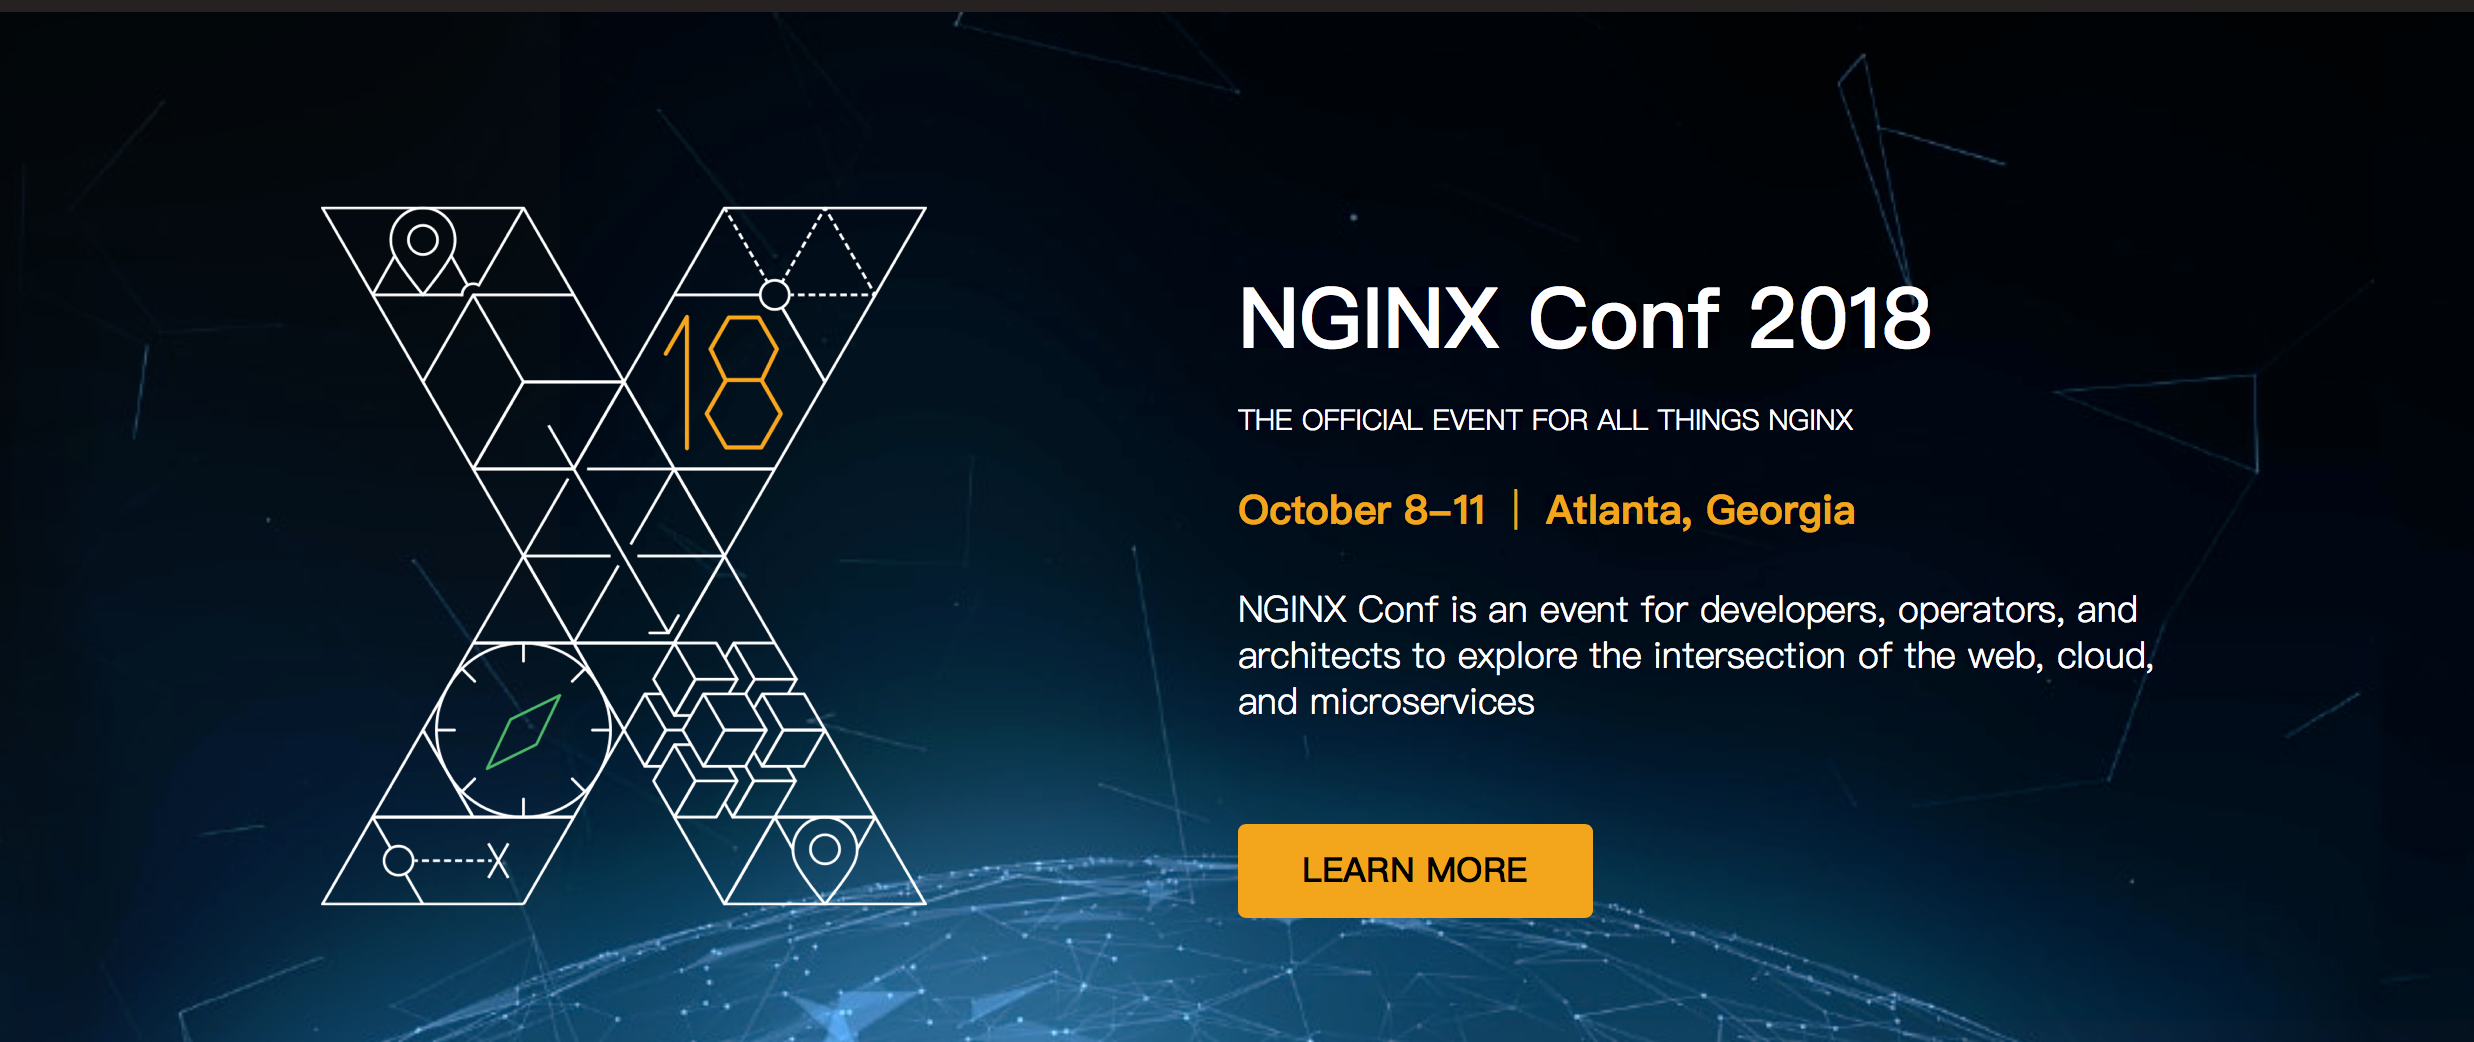 18
NGINX Conf 2018
THE OFFICIAL EVENT FOR ALL THINGS NGINX
October 8–11 | Atlanta, Georgia
NGINX Conf is an event for developers, operators, and
architects to explore the intersection of the web, cloud,
and microservices
X
LEARN MORE